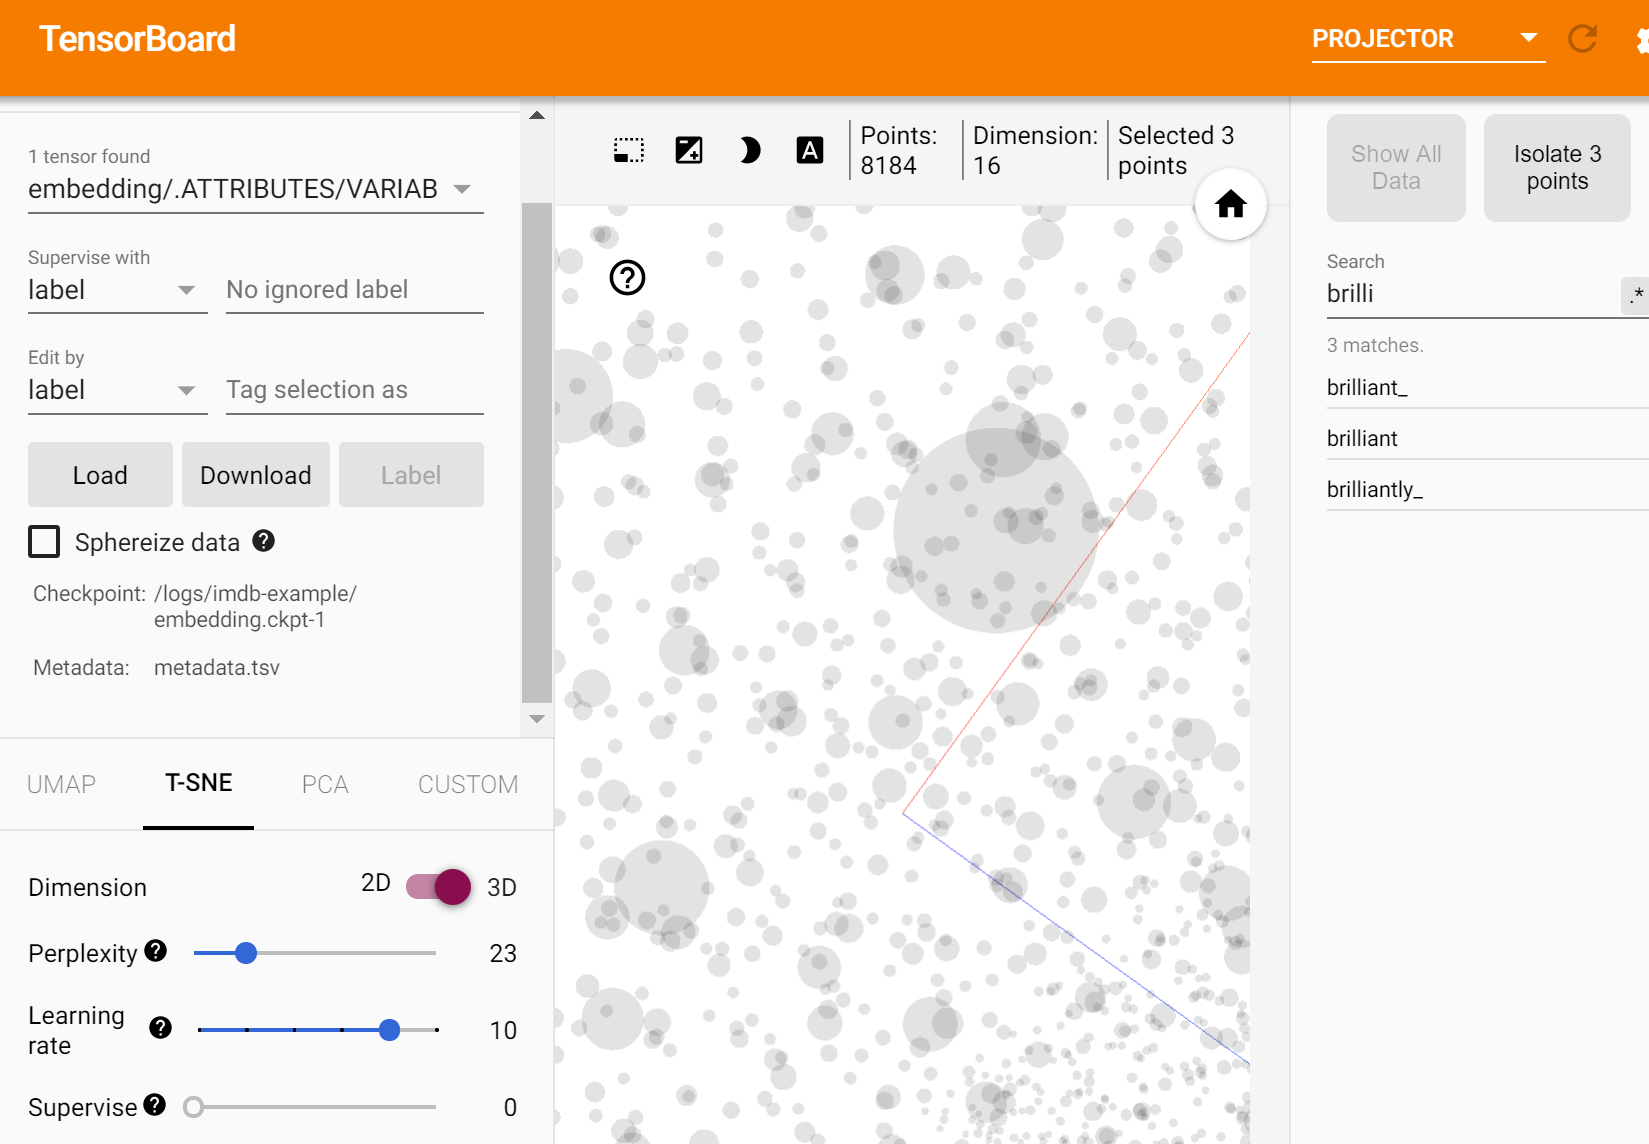 TensorBoard
PROJECTOR
1 tensor found
embedding/.ATTRIBUTES/VARIAB
Supervise with
label
No ignored label
Edit by
label
Tag selection as
Load
Download
Label
Sphereize data
Checkpoint: /logs/imdb-example/
embedding.ckpt-1
Metadata: metadata.tsv
UMAP
T-SNE
PCA
CUSTOM
Dimension 2D 3D
Perplexity 23
Learning
rate
10
Supervise 0
A
Points:
8184
Dimension:
16
Selected 3
points
Show All
Data
Isolate 3
points
Search
brilli
.*
3 matches.
brilliant_
brilliant
brilliantly_